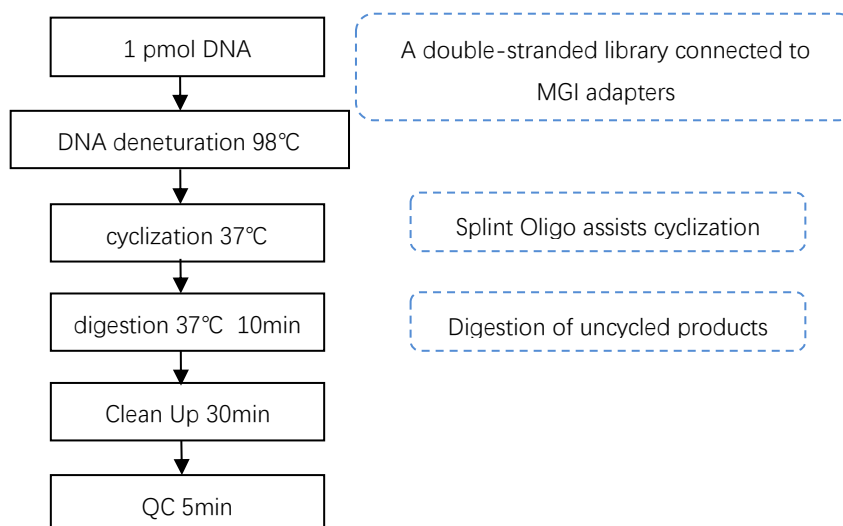 1 pmol DNA
A double-stranded library connected to
MGI adapters
DNA deneturation 98℃
cyclization 37℃
Splint Oligo assists cyclization
digestion 37℃ 10min
Digestion of uncycled products
Clean Up 30min
QC 5min